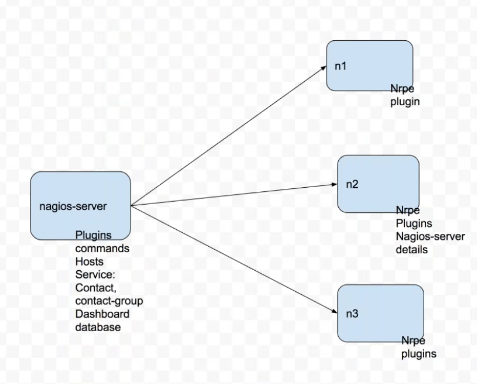 n1
Nrpe
plugin
n2
Nrpe
Plugins
Nagios-server
details
nagios-server
Plugins
commands
Hosts
Service:
Contact,
contact-group
Dashboard
database
n3
Nrpe
plugins